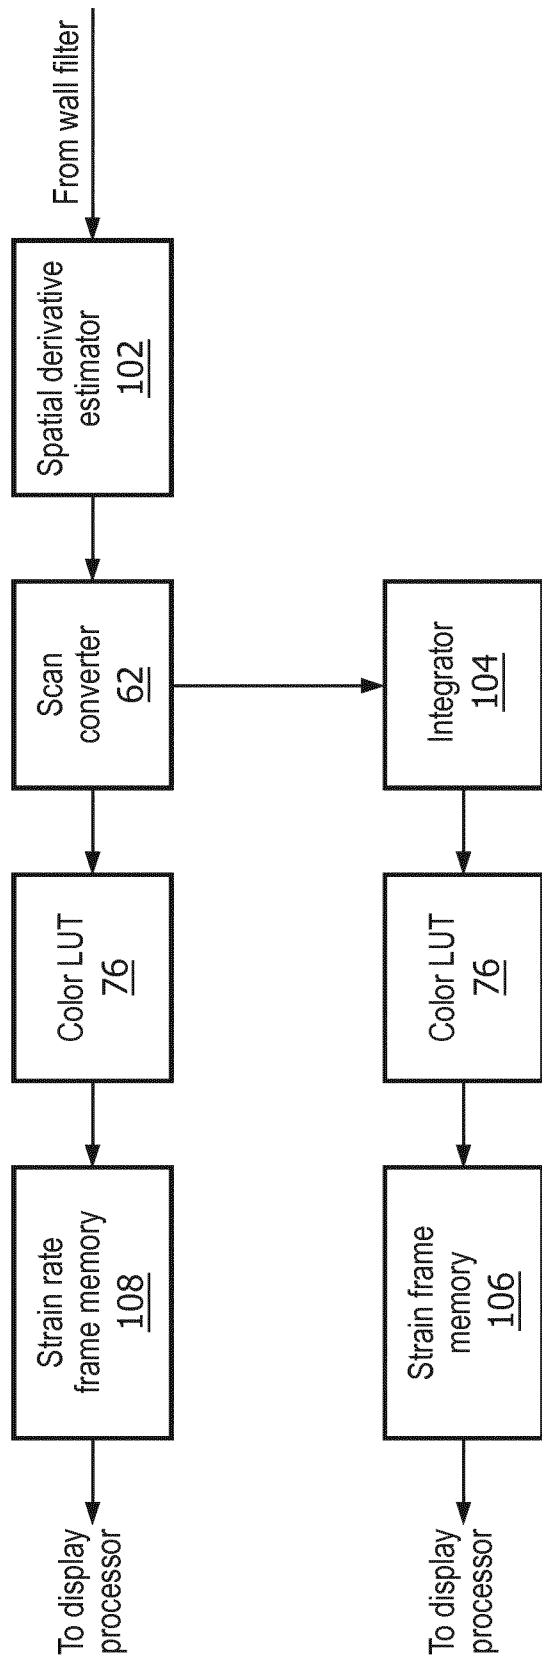 From wall filter
Spatial derivative
estimator
102
Scan
converter
62
Color LUT
76
Strain rate
frame memory
108
To display
processor
Integrator
104
Color LUT
76
Strain frame
memory
106
To display
processor